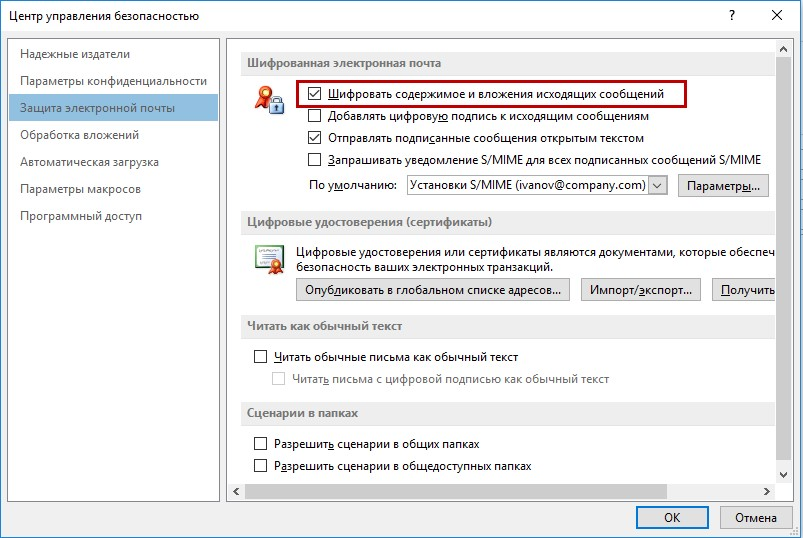 Центр управления безопасностью
?
Надежные издатели
Параметры конфиденциальности
Защита электронной почты
Обработка вложений
Автоматическая загрузка
Параметры макросов
Программный доступ
Шифрованная электронная почта
Шифровать содержимое и вложения исходящих сообщений
Добавлять цифровую подпись к исходящим сообщениям
Отправлять подписанные сообщения открытым текстом
Запрашивать уведомление S/MIME для всех подписанных сообщений S/MIME
По умолчанию: Установки S/MIME (ivanov@company.com) Параметры...
Цифровые удостоверения (сертификаты)
Цифровые удостоверения или сертификаты являются документами, которые обеспеч
безопасность ваших электронных транзакций.
Опубликовать в глобальном списке адресов... Импорт/экспорт... Получить
Читать как обычный текст
Читать обычные письма как обычный текст
Читать письма с цифровой подписью как обычный текст
Сценарии в папках
Разрешить сценарии в общих папках
Разрешить сценарии в общедоступных папках
ОК Отмена